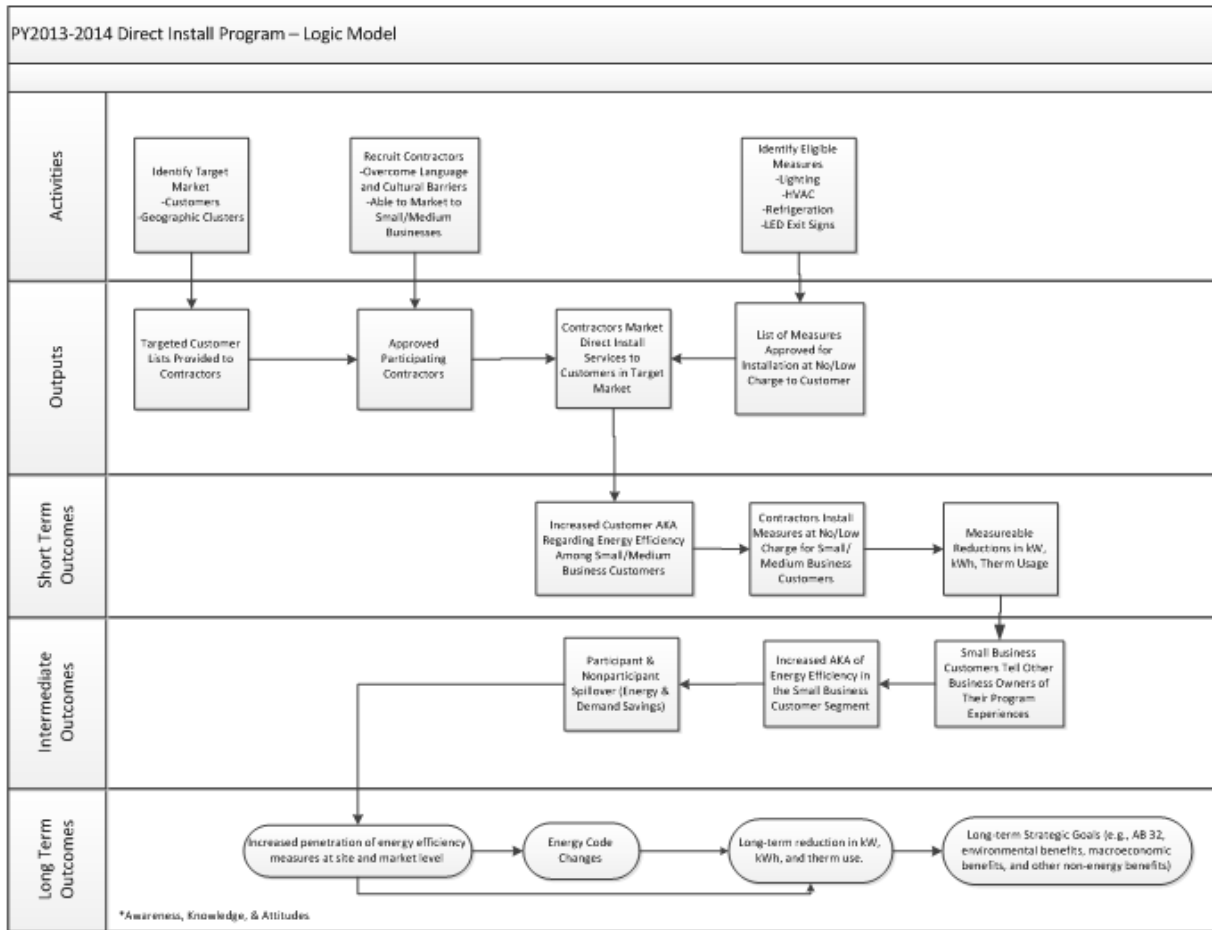 PY2013-2014 Direct Install Program – Logic Model
Activities
Identify Target
Market
-Customers
-Geographic Clusters
Recruit Contractors
-Overcome Language
and Cultural Barriers
-Able to Market to
Small/Medium
Businesses
Identify Eligible
Measures
-Lighting
-HVAC
-Refrigeration
-LED Exit Signs
Outputs
Targeted Customer
Lists Provided to
Contractors
Approved
Participating
Contractors
Contractors Market
Direct Install
Services to
Customers in Target
Market
List of Measures
Approved for
Installation at No/Low
Charge to Customer
Short Term
Outcomes
Increased Customer AKA
Regarding Energy Efficiency
Among Small/Medium
Business Customers
Contractors Install
Measures at No/Low
Charge for Small/
Medium Business
Customers
Measureable
Reductions in kW,
kWh, Therm Usage
Intermediate
Outcomes
Participant &
Nonparticipant
Spillover (Energy &
Demand Savings)
Increased AKA of
Energy Efficiency in
the Small Business
Customer Segment
Small Business
Customers Tell Other
Business Owners of
Their Program
Experiences
Long Term
Outcomes
Increased penetration of energy efficiency
measures at site and market level
Energy Code
Changes
Long-term reduction in kW,
kWh, and therm use.
Long-term Strategic Goals (e.g., AB 32,
environmental benefits, macroeconomic
benefits, and other non-energy benefits)
*Awareness, Knowledge, & Attitudes